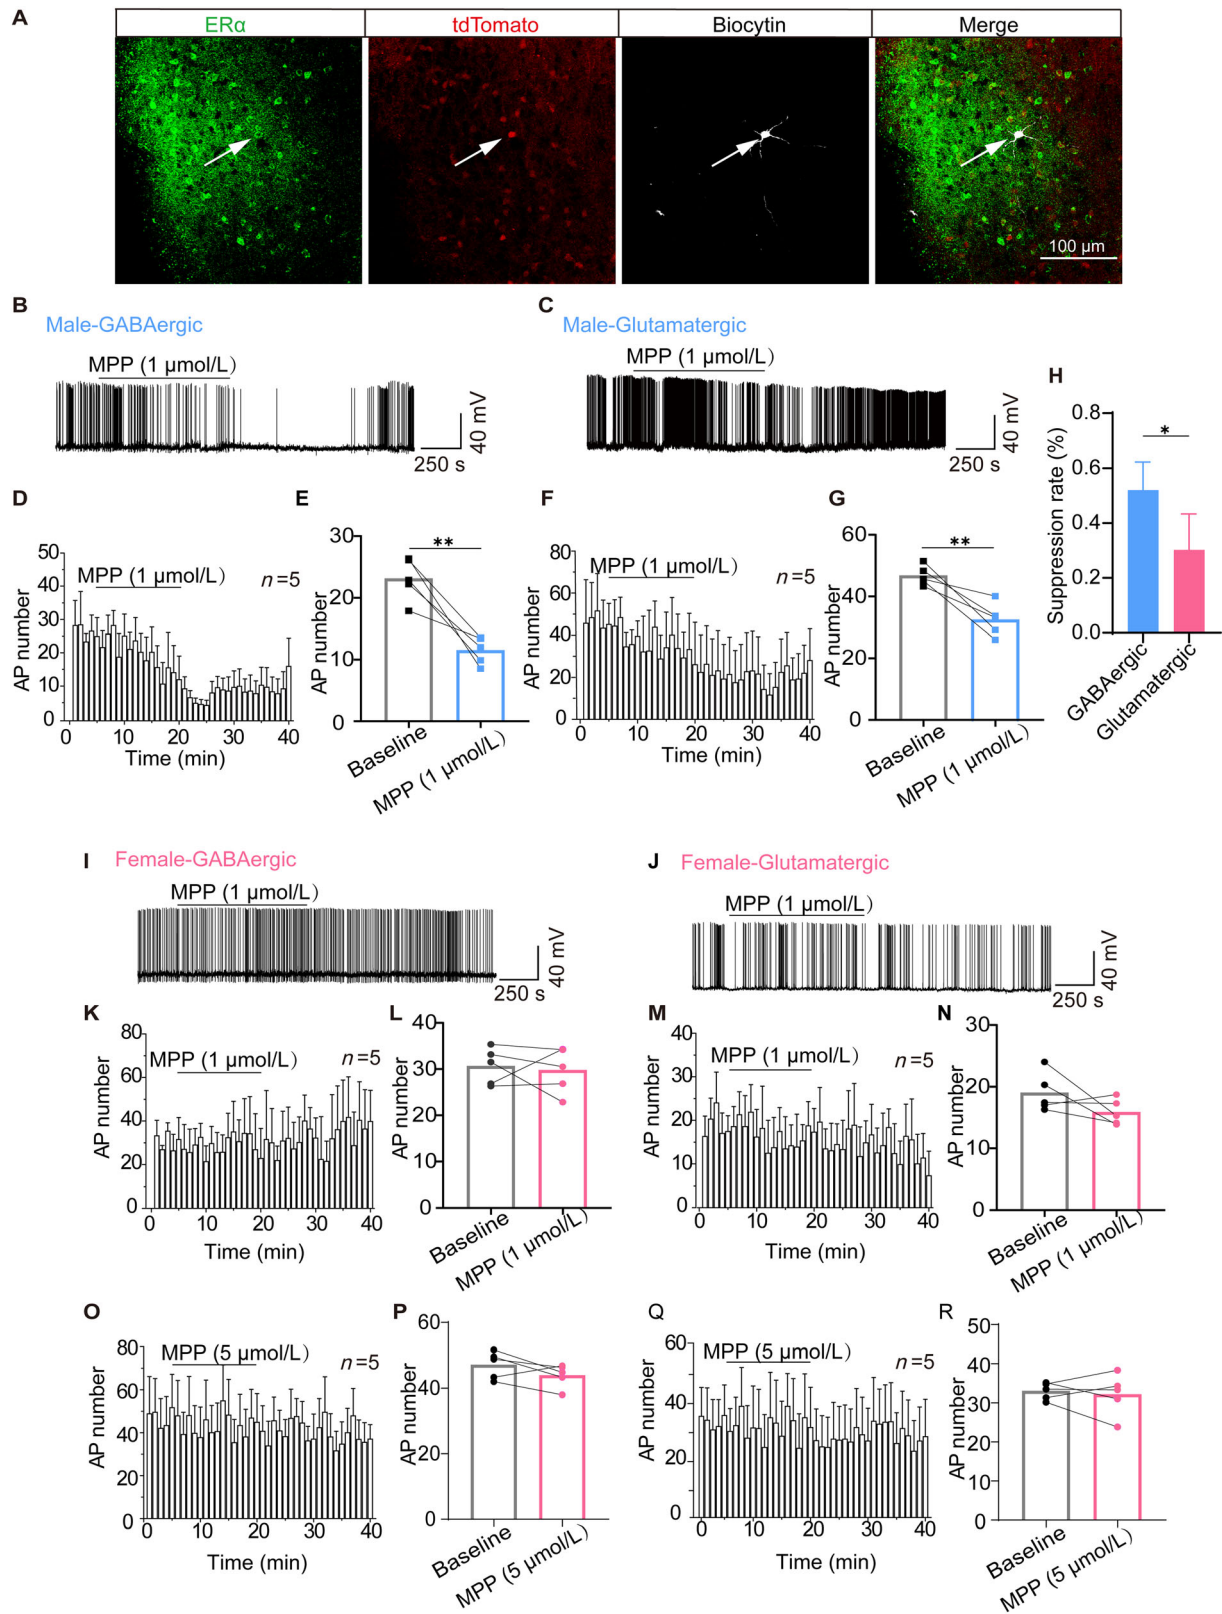 A
ERα tdTomato Biocytin Merge
100 µm
B
Male-GABAergic
MPP (1 µmol/L)
40 mV
250 s
C
Male-Glutamatergic
MPP (1 µmol/L)
40 mV
250 s
H
Suppression rate (%)
0.8
0.6
0.4
0.2
0.0
*
GABAergic
Glutamatergic
D
AP number
50
40
30
20
10
0
MPP (1 µmol/L)
n=5
0 10 20 30 40
Time (min)
E
AP number
30
20
10
0
**
Baseline
MPP (1 µmol/L)
F
AP number
80
60
40
20
0
MPP (1 µmol/L)
n=5
0 10 20 30 40
Time (min)
G
AP number
60
40
20
0
**
Baseline
MPP (1 µmol/L)
I
Female-GABAergic
MPP (1 µmol/L)
40 mV
250 s
J
Female-Glutamatergic
MPP (1 µmol/L)
40 mV
250 s
K
AP number
80
60
40
20
0
MPP (1 µmol/L)
n=5
0 10 20 30 40
Time (min)
L
AP number
40
30
20
10
0
Baseline
MPP (1 µmol/L)
M
AP number
40
30
20
10
0
MPP (1 µmol/L)
n=5
0 10 20 30 40
Time (min)
N
AP number
30
20
10
0
Baseline
MPP (1 µmol/L)
O
AP number
80
60
40
20
0
MPP (5 µmol/L)
n=5
0 10 20 30 40
Time (min)
P
AP number
60
40
20
0
Baseline
MPP (5 µmol/L)
Q
AP number
60
40
20
0
MPP (5 µmol/L)
n=5
0 10 20 30 40
Time (min)
R
AP number
50
40
30
20
10
0
Baseline
MPP (5 µmol/L)